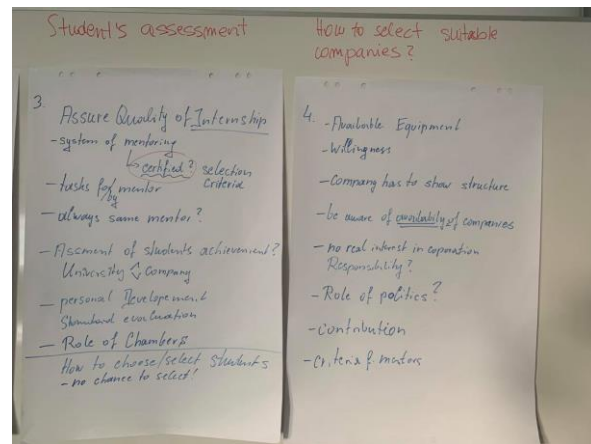 Student's assessment
How to select suitable
companies?
3.
Assure Quality of Internship
- System of mentoring
↳ certified? selection
criteria
- tasks for/by mentor
- always same mentor?
- Assment of students achievement?
University ↔ Company
- personal Developement
Standard evaluation
- Role of Chambers
How to choose/select students
- no chance to select!
4. - Available Equipment
- Willingness
- Company has to show structure
- be aware of availability of companies
- no real interest in coporation
Responsibility?
- Role of politics?
- contribution
- Criteria f. mentors